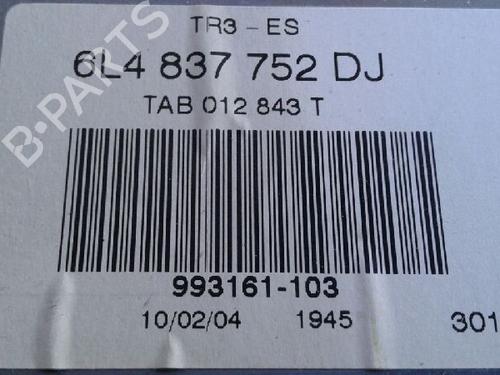 B-PARTS
TR3 - ES
6L4 837 752 DJ
TAB 012 843 T
993161-103
10/02/04 1945 301